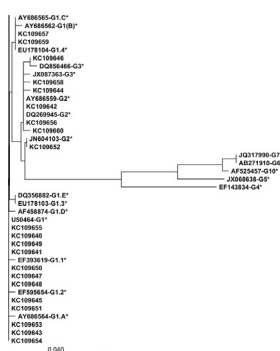 AY686565-G1.C*
AY686562-G1(B)*
KC109657
KC109659
EU178104-G1.4*
KC109646
DQ856466-G3*
JX087363-G3*
KC109658
KC109644
AY686559-G2*
KC109642
DQ269945-G2*
KC109656
KC109660
JN604103-G2*
KC109652
JQ317990-G7
AB271910-G6
AF525457-G10*
JX068638-G5*
EF143834-G4*
DQ356882-G1.E*
EU178103-G1.3*
AF458874-G1.D*
U50464-G1*
KC109655
KC109640
KC109649
KC109641
EF393619-G1.1*
KC109650
KC109647
KC109648
EF595654-G1.2*
KC109645
KC109651
AY686564-G1.A*
KC109653
KC109643
KC109654
0.040